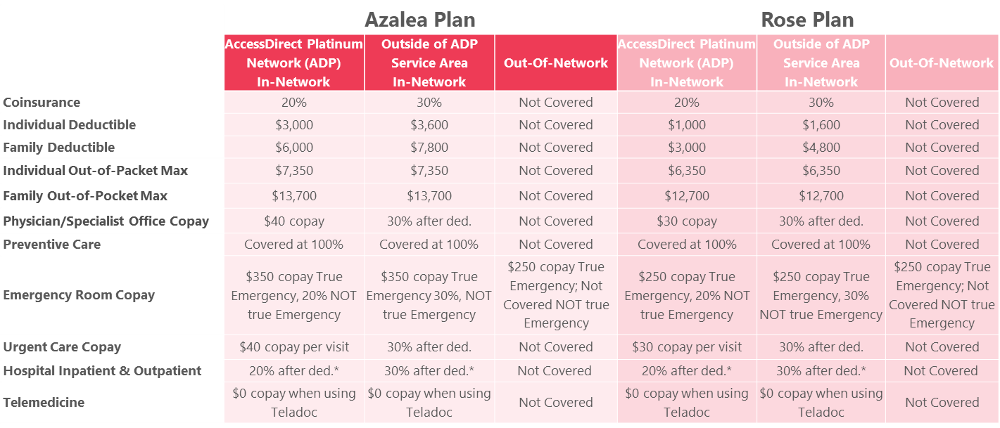 Azalea Plan Rose Plan
AccessDirect Platinum Network (ADP) In-Network Outside of ADP Service Area In-Network Out-Of-Network AccessDirect Platinum Network (ADP) In-Network Outside of ADP Service Area In-Network Out-Of-Network
Coinsurance 20% 30% Not Covered 20% 30% Not Covered
Individual Deductible $3,000 $3,600 Not Covered $1,000 $1,600 Not Covered
Family Deductible $6,000 $7,800 Not Covered $3,000 $4,800 Not Covered
Individual Out-of-Packet Max $7,350 $7,350 Not Covered $6,350 $6,350 Not Covered
Family Out-of-Pocket Max $13,700 $13,700 Not Covered $12,700 $12,700 Not Covered
Physician/Specialist Office Copay $40 copay 30% after ded. Not Covered $30 copay 30% after ded. Not Covered
Preventive Care Covered at 100% Covered at 100% Not Covered Covered at 100% Covered at 100% Not Covered
Emergency Room Copay $350 copay True Emergency, 20% NOT true Emergency $350 copay True Emergency 30%, NOT true Emergency $250 copay True Emergency; Not Covered NOT true Emergency $250 copay True Emergency, 20% NOT true Emergency $250 copay True Emergency, 30% NOT true Emergency $250 copay True Emergency; Not Covered NOT true Emergency
Urgent Care Copay $40 copay per visit 30% after ded. Not Covered $30 copay per visit 30% after ded. Not Covered
Hospital Inpatient & Outpatient 20% after ded.* 30% after ded.* Not Covered 20% after ded.* 30% after ded.* Not Covered
Telemedicine $0 copay when using Teladoc $0 copay when using Teladoc Not Covered $0 copay when using Teladoc $0 copay when using Teladoc Not Covered